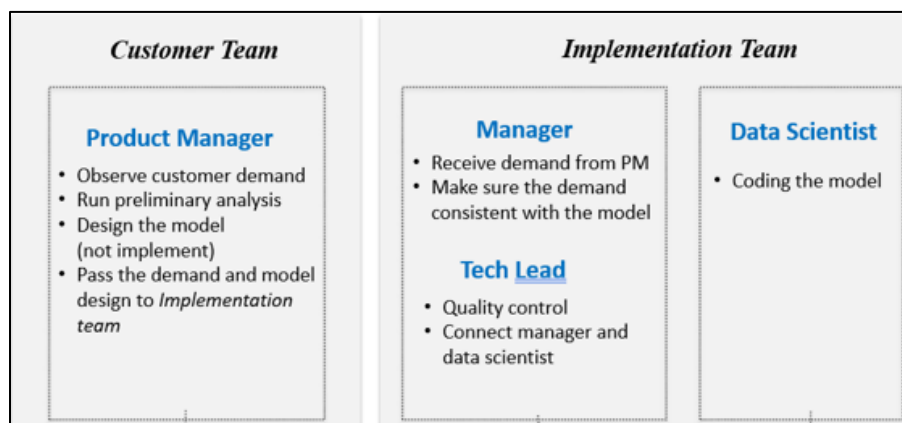 Customer Team
Product Manager
• Observe customer demand
• Run preliminary analysis
• Design the model
(not implement)
• Pass the demand and model
design to Implementation
team
Implementation Team
Manager
• Receive demand from PM
• Make sure the demand
consistent with the model
Tech Lead
• Quality control
• Connect manager and
data scientist
Data Scientist
• Coding the model